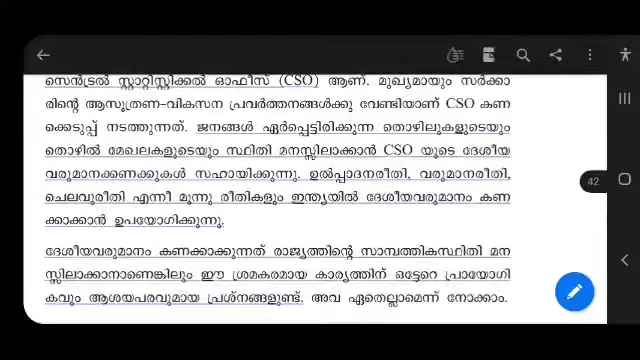 സെൻട്രൽ സ്റ്റാറ്റിസ്റ്റിക്കൽ ഓഫീസ് (CSO) ആണ്. മുഖ്യമായും സർക്കാ
രിന്റെ ആസൂത്രണ-വികസന പ്രവർത്തനങ്ങൾക്കു വേണ്ടിയാണ് CSO കണ
ക്കെടുപ്പ് നടത്തുന്നത്. ജനങ്ങൾ ഏർപ്പെട്ടിരിക്കുന്ന തൊഴിലുകളുടെയും
തൊഴിൽ മേഖലകളുടെയും സ്ഥിതി മനസ്സിലാക്കാൻ CSO യുടെ ദേശീയ
വരുമാനക്കണക്കുകൾ സഹായിക്കുന്നു. ഉൽപ്പാദനരീതി, വരുമാനരീതി,
ചെലവുരീതി എന്നീ മൂന്നു രീതികളും ഇന്ത്യയിൽ ദേശീയവരുമാനം കണ
ക്കാക്കാൻ ഉപയോഗിക്കുന്നു.
42
ദേശീയവരുമാനം കണക്കാക്കുന്നത് രാജ്യത്തിന്റെ സാമ്പത്തികസ്ഥിതി മന
സ്സിലാക്കാനാണെങ്കിലും ഈ ശ്രമകരമായ കാര്യത്തിന് ഒട്ടേറെ പ്രായോഗി
കവും ആശയപരവുമായ പ്രശ്നങ്ങളുണ്ട്. അവ ഏതെല്ലാമെന്ന് നോക്കാം.